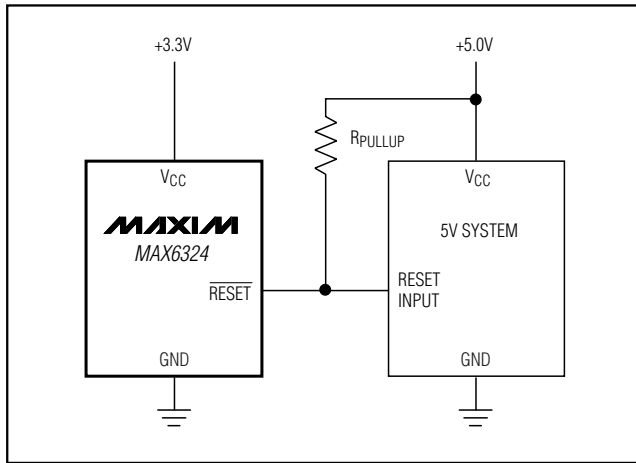 +3.3V
+5.0V
RPULLUP
VCC
MAXIM
MAX6324
RESET
GND
VCC
5V SYSTEM
RESET
INPUT
GND